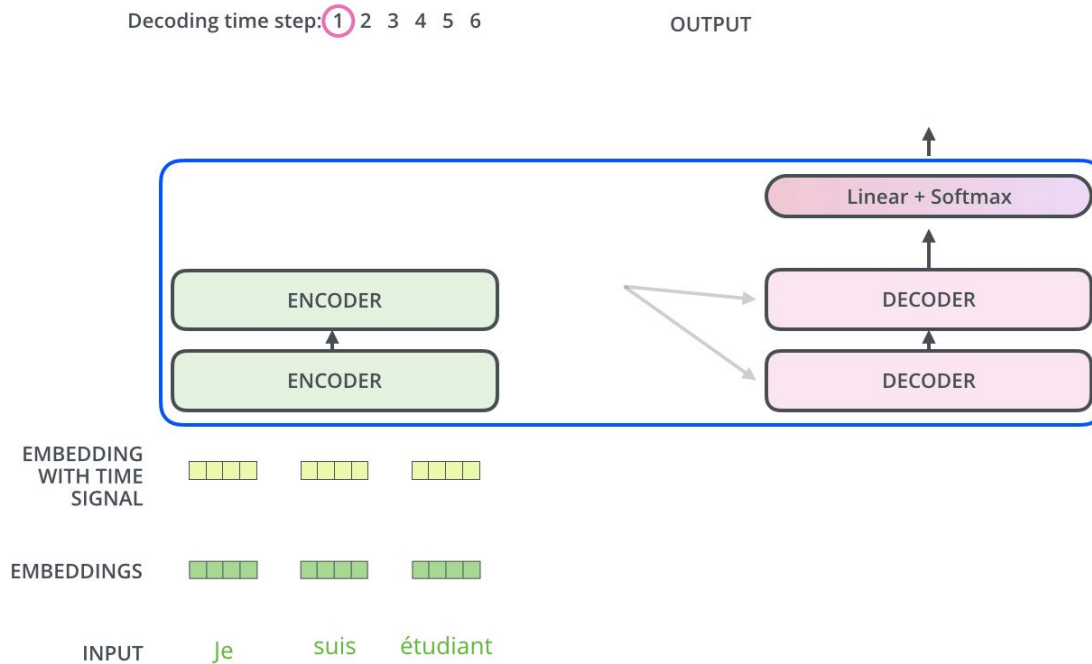 Decoding time step: 1 2 3 4 5 6
OUTPUT
Linear + Softmax
ENCODER
DECODER
ENCODER
DECODER
EMBEDDING
WITH TIME
SIGNAL
EMBEDDINGS
INPUT
Je suis étudiant